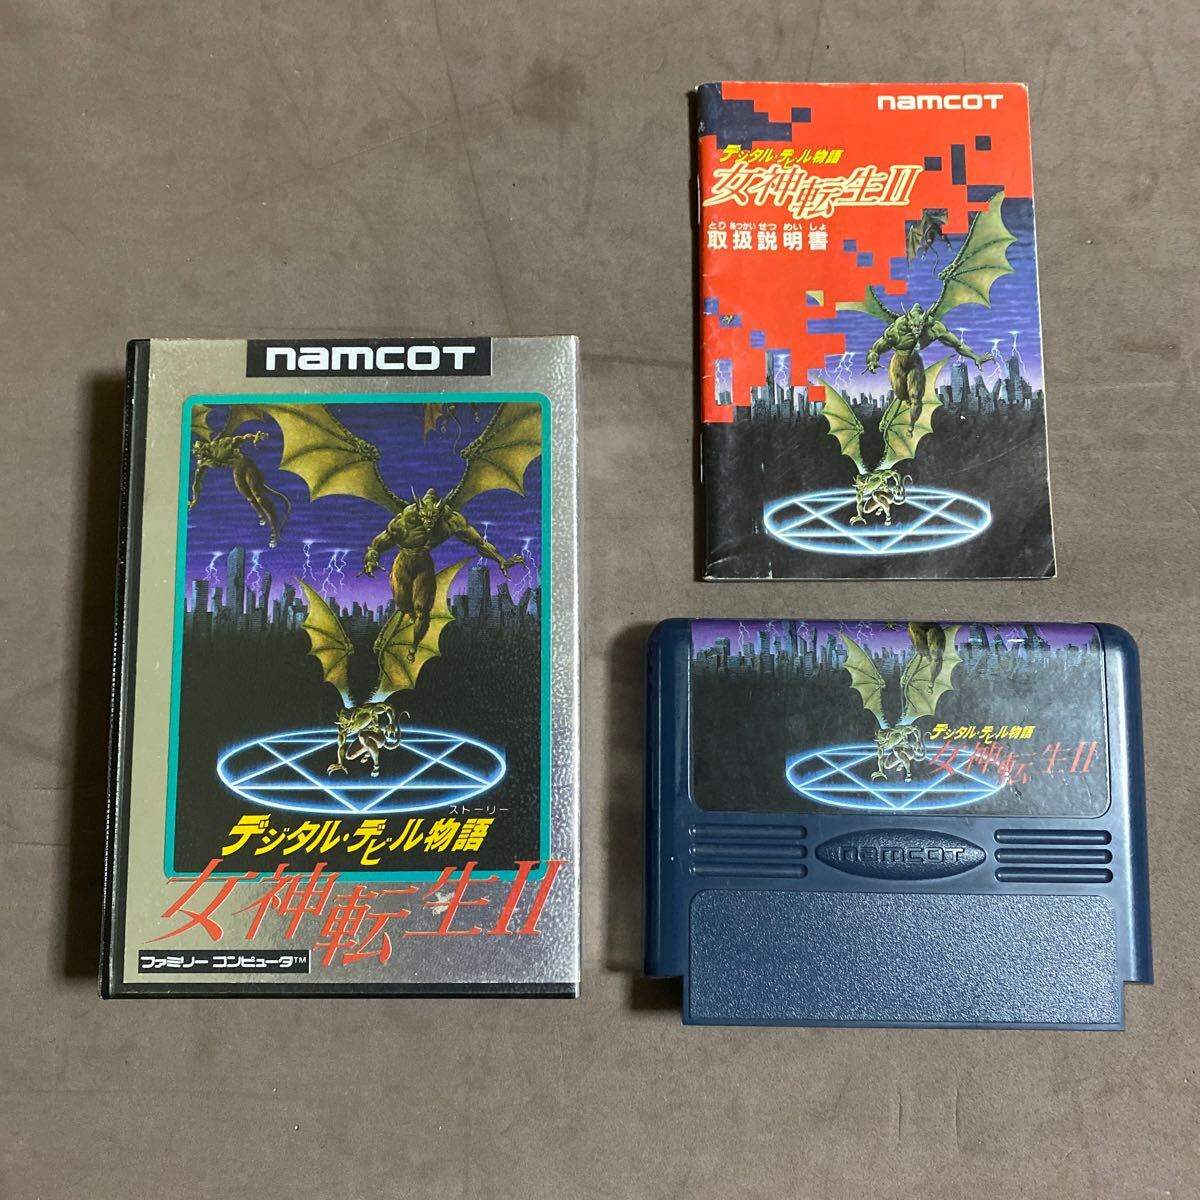 namcoT
ストーリー
デジタル・デビル物語
女神転生II
ファミリー コンピュータ™
namcoT
デジタル・デビル物語
女神転生II
とり あつかい せつ めい しょ
取扱説明書
デジタル・デビル物語
女神転生II
namcoT